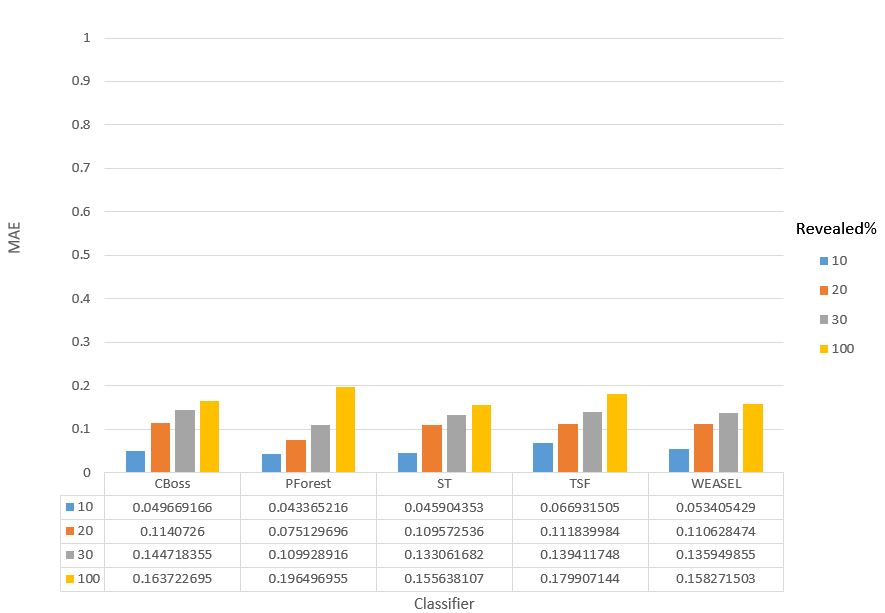 1
0.9
0.8
0.7
0.6
0.5
0.4
0.3
0.2
0.1
0
MAE
Revealed%
10
20
30
100
CBoss PForest ST TSF WEASEL
10 0.049669166 0.043365216 0.045904353 0.066931505 0.053405429
20 0.1140726 0.075129696 0.109572536 0.111839984 0.110628474
30 0.144718355 0.109928916 0.133061682 0.139411748 0.135949855
100 0.163722695 0.196496955 0.155638107 0.179907144 0.158271503
Classifier